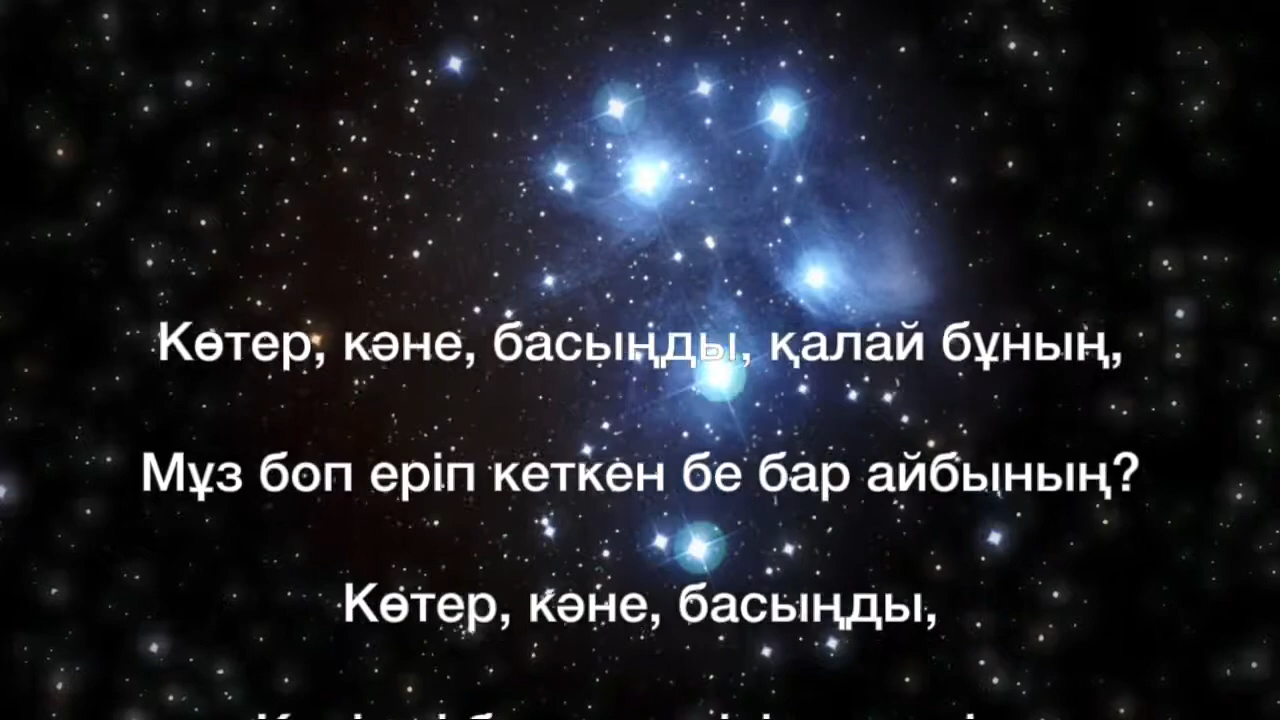 Көтер, кәне, басыңды, қалай бұның,
Мұз боп еріп кеткен бе бар айбының?
Көтер, кәне, басыңды,